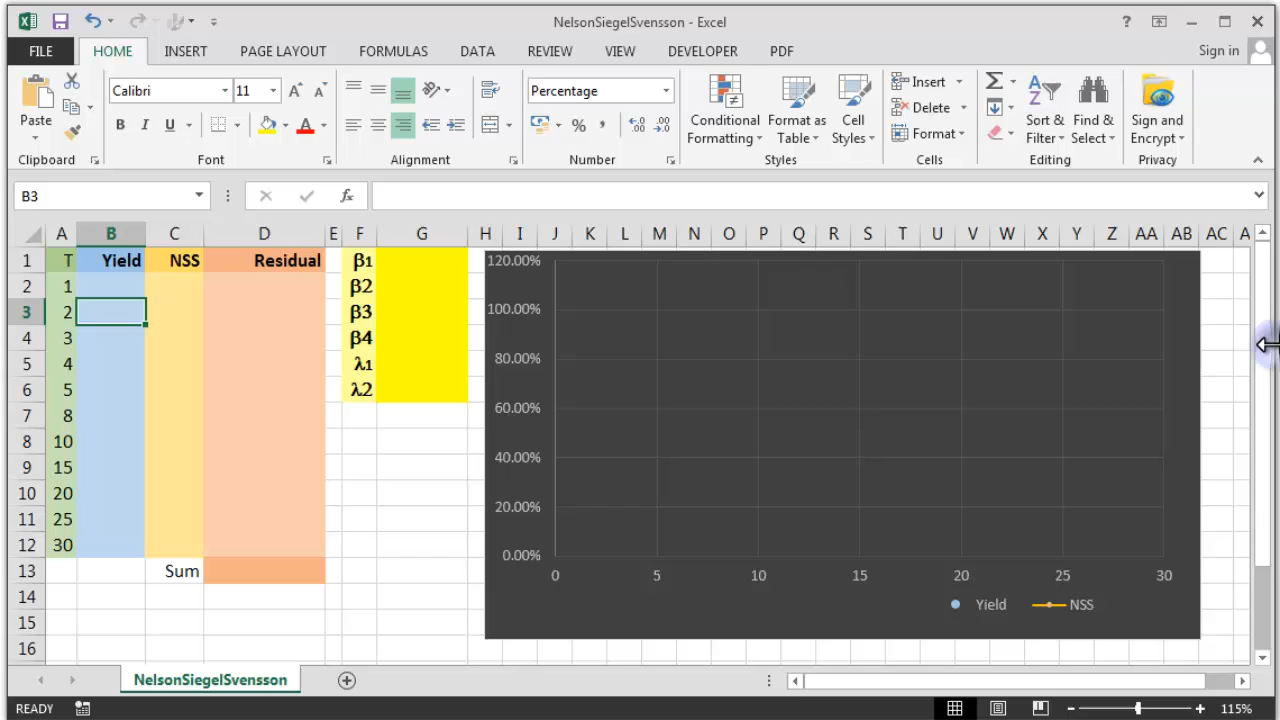 NelsonSiegelSvensson - Excel
?
FILE HOME INSERT PAGE LAYOUT FORMULAS DATA REVIEW VIEW DEVELOPER PDF Sign in
Calibri 11 Percentage
Paste
B I U
Conditional Formatting
Format as Table
Cell Styles
Insert
Delete
Format
Sort & Filter
Find & Select
Sign and Encrypt
Clipboard Font Alignment Number Styles Cells Editing Privacy
B3 fx
A B C D E F G H I J K L M N O P Q R S T U V W X Y Z AA AB AC A
1 T Yield NSS Residual β1
2 1 β2
3 2 β3
4 3 β4
5 4 λ1
6 5 λ2
7 8
8 10
9 15
10 20
11 25
12 30
13 Sum
14
15
16
120.00%
100.00%
80.00%
60.00%
40.00%
20.00%
0.00%
0 5 10 15 20 25 30
Yield NSS
NelsonSiegelSvensson
READY 115%